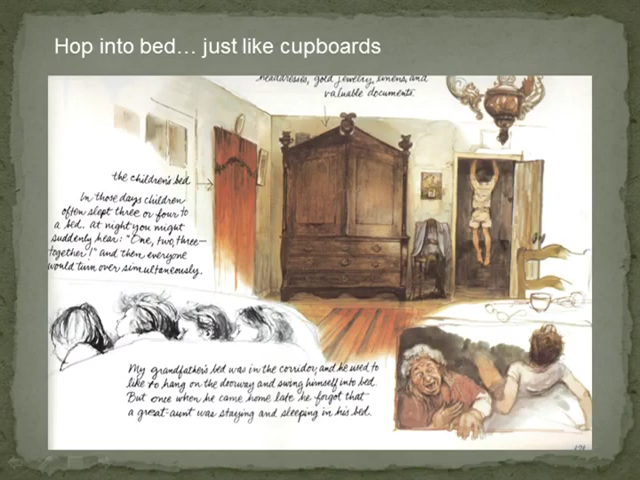 Hop into bed… just like cupboards
headdresses, gold jewelry, linens, and
valuable documents.
the children's bed
In those days children
often slept three or four to
a bed. At night you might
suddenly hear: "One, two, three—
together!" and then everyone
would turn over simultaneously.
My grandfather's bed was in the corridor, and he used to
like to hang on the doorway and swing himself into bed.
But once when he came home late he forgot that
a great-aunt was staying and sleeping in his bed.